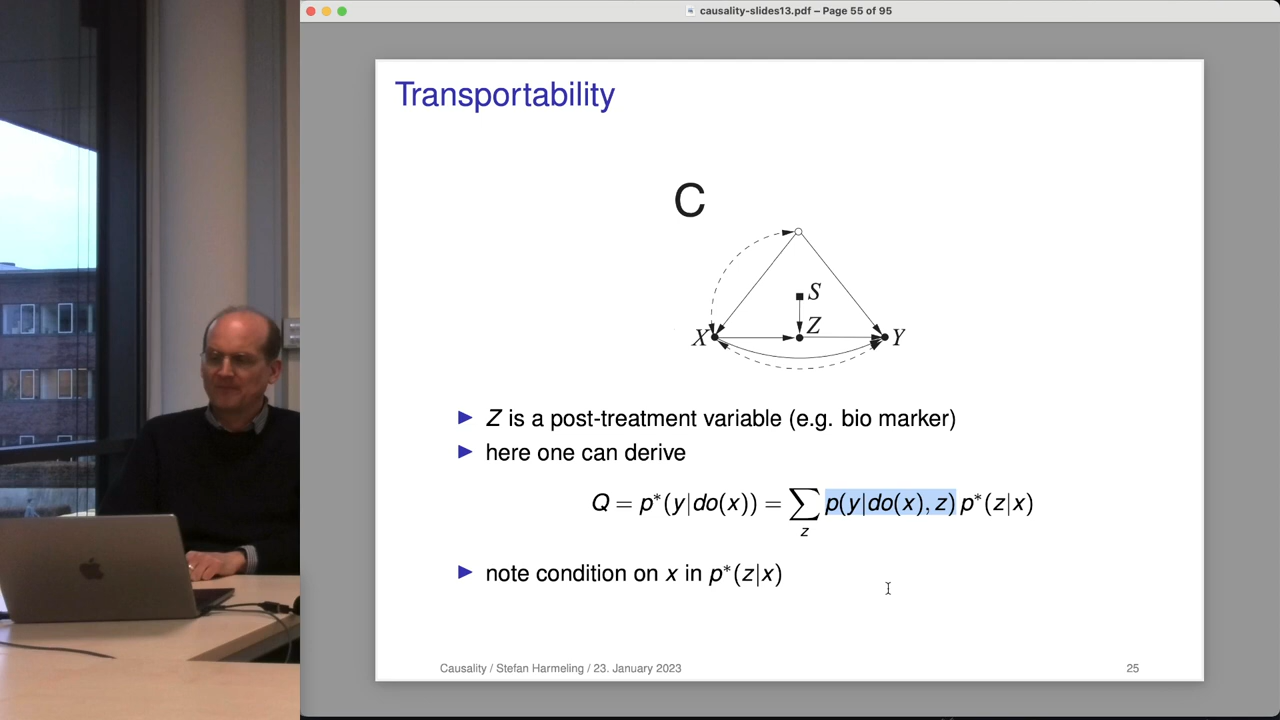 causality-slides13.pdf – Page 55 of 95
Transportability
C
S
Z
X
Y
► Z is a post-treatment variable (e.g. bio marker)
► here one can derive
Q = p*(y|do(x)) = ∑_z p(y|do(x), z) p*(z|x)
► note condition on x in p*(z|x)
Causality / Stefan Harmeling / 23. January 2023
25